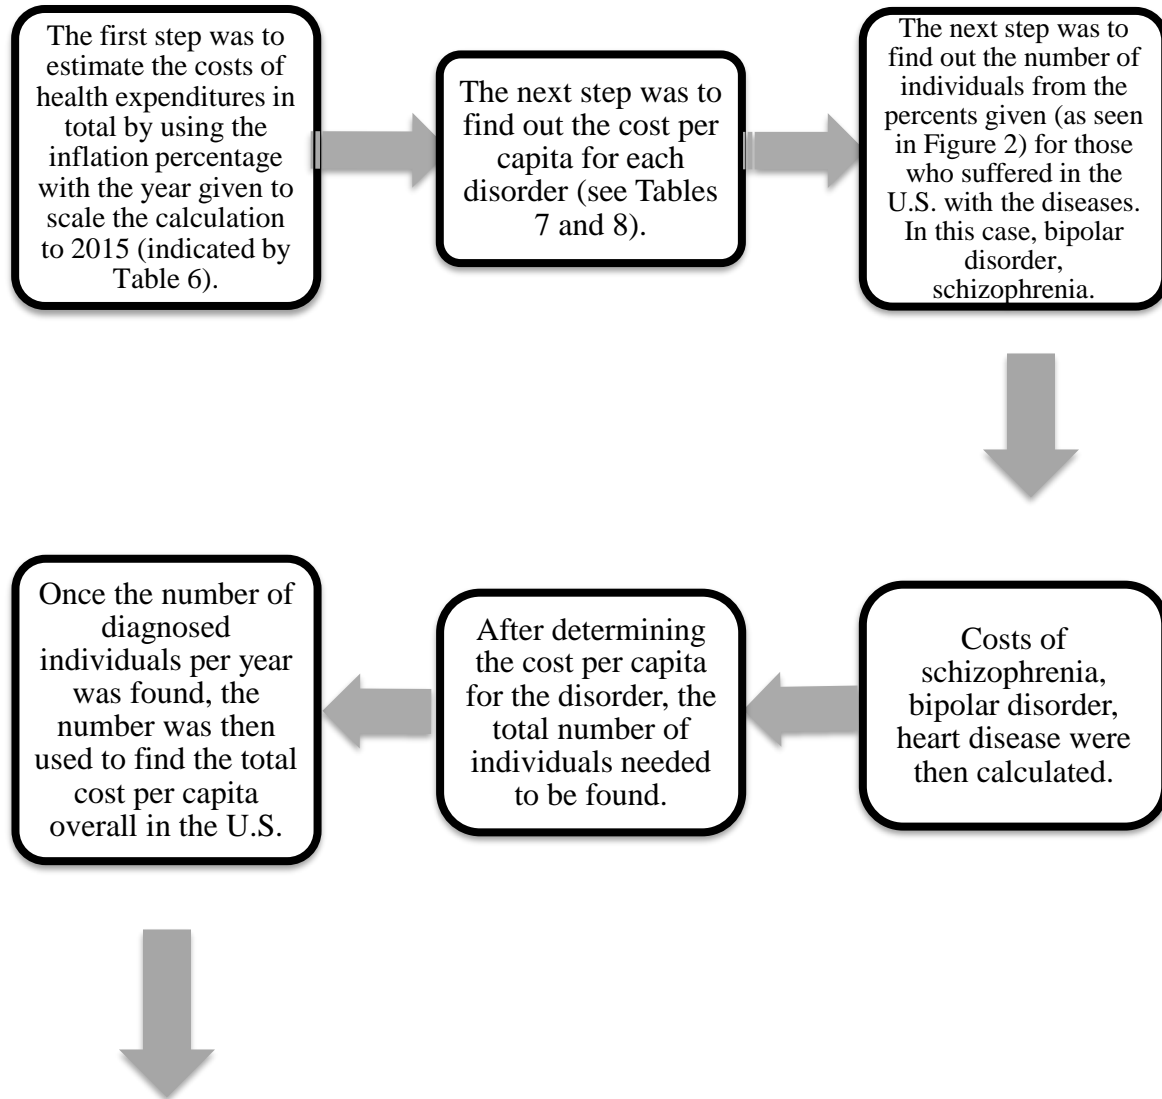 The first step was to
estimate the costs of
health expenditures in
total by using the
inflation percentage
with the year given to
scale the calculation
to 2015 (indicated by
Table 6).
The next step was to
find out the cost per
capita for each
disorder (see Tables
7 and 8).
The next step was to
find out the number of
individuals from the
percents given (as seen
in Figure 2) for those
who suffered in the
U.S. with the diseases.
In this case, bipolar
disorder,
schizophrenia.
Costs of
schizophrenia,
bipolar disorder,
heart disease were
then calculated.
After determining
the cost per capita
for the disorder, the
total number of
individuals needed
to be found.
Once the number of
diagnosed
individuals per year
was found, the
number was then
used to find the total
cost per capita
overall in the U.S.